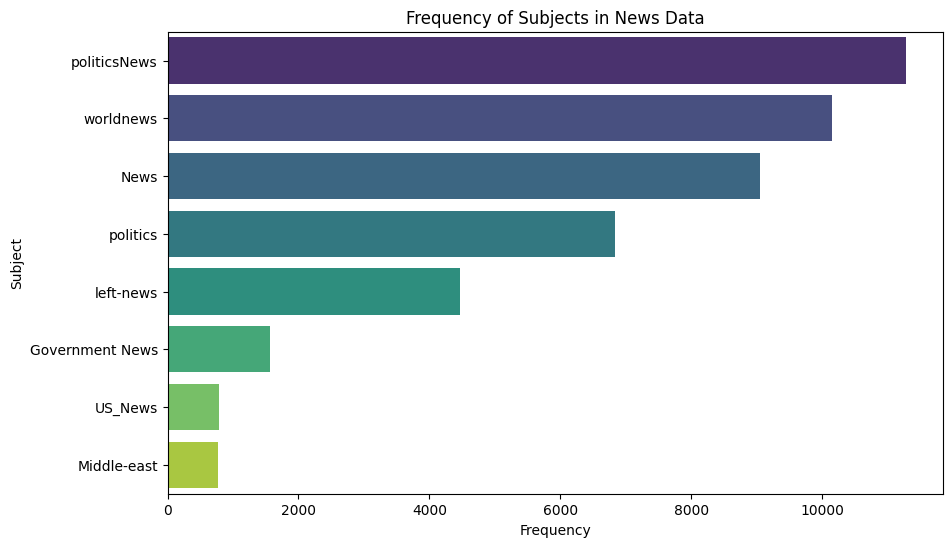 Frequency of Subjects in News Data
Subject
politicsNews
worldnews
News
politics
left-news
Government News
US_News
Middle-east
0 2000 4000 6000 8000 10000
Frequency